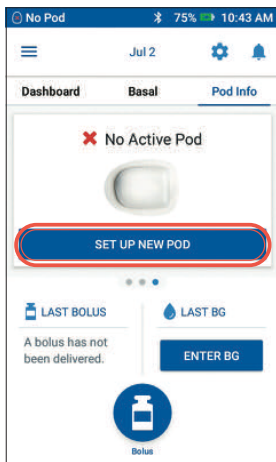 No Pod 75% 10:43 AM
Jul 2
Dashboard Basal Pod Info
No Active Pod
SET UP NEW POD
LAST BOLUS LAST BG
A bolus has not
been delivered.
ENTER BG
Bolus